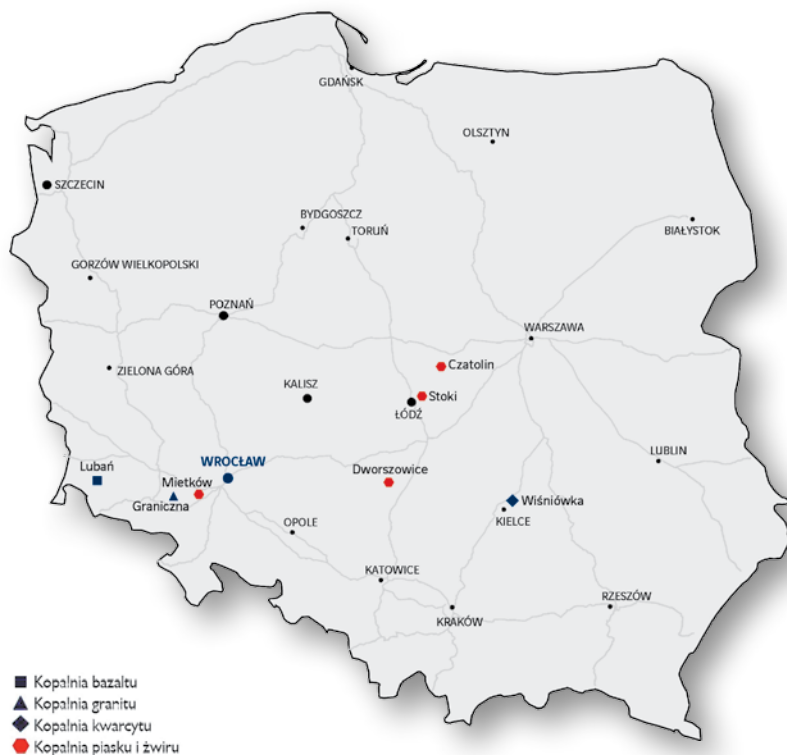 GDAŃSK
OLSZTYN
SZCZECIN
BYDGOSZCZ
TORUŃ
BIAŁYSTOK
GORZÓW WIELKOPOLSKI
POZNAŃ
WARSZAWA
Czatolin
ZIELONA GÓRA
KALISZ
Stoki
ŁÓDŹ
LUBLIN
WROCŁAW
Lubań
Dworszowice
Mietków
Graniczna
Wiśniówka
KIELCE
OPOLE
KATOWICE
RZESZÓW
KRAKÓW
Kopalnia bazaltu
Kopalnia granitu
Kopalnia kwarcytu
Kopalnia piasku i żwiru